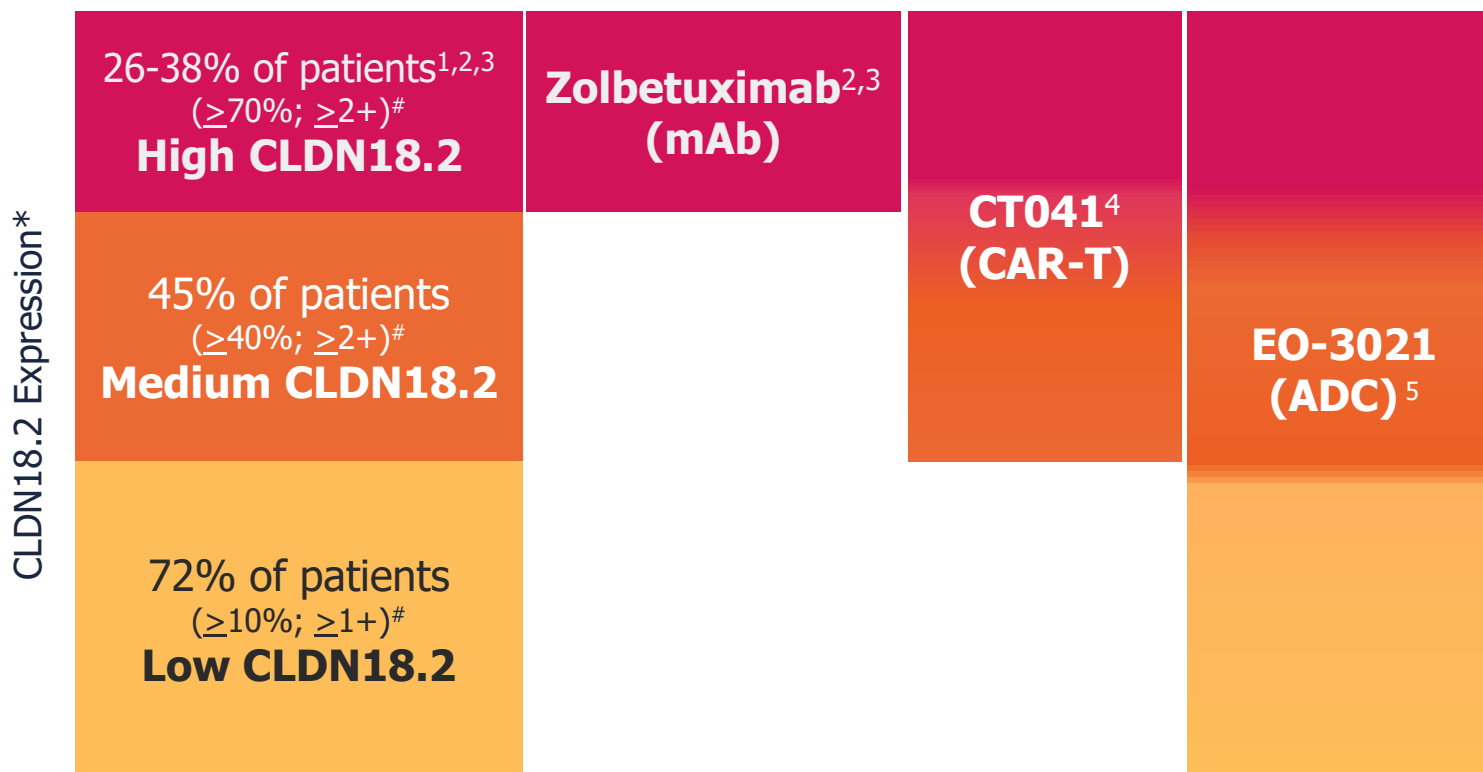 CLDN18.2 Expression*
26-38% of patients1,2,3
(≥70%; ≥2+)#
High CLDN18.2
45% of patients
(≥40%; ≥2+)#
Medium CLDN18.2
72% of patients
(≥10%; ≥1+)#
Low CLDN18.2
Zolbetuximab2,3
(mAb)
CT0414
(CAR-T)
EO-3021
(ADC) 5